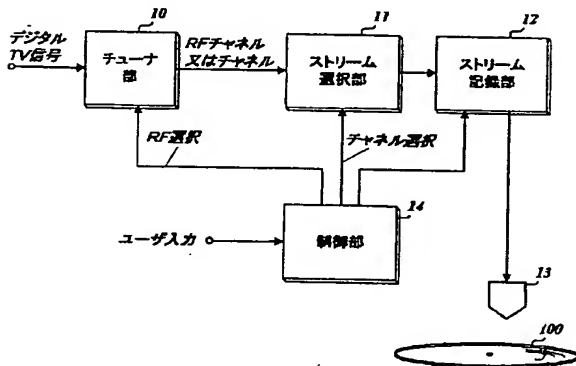 デジタル
TV信号
10
チューナ
部
RFチャネル
又はチャネル
11
ストリーム
選択部
12
ストリーム
記録部
RF選択
チャネル選択
ユーザ入力
14
制御部
13
100